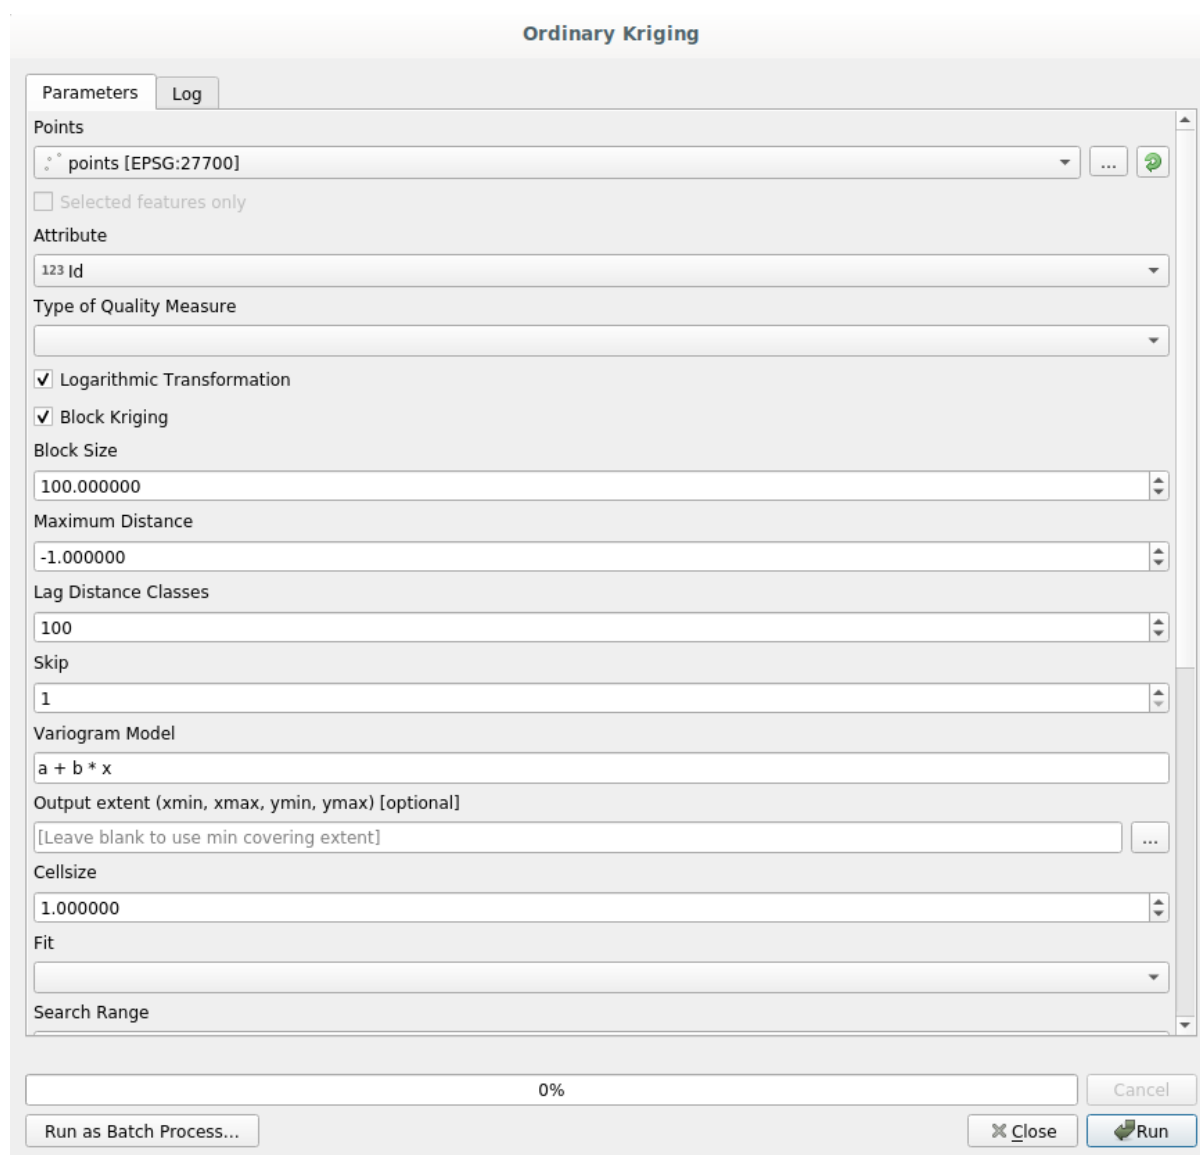 Ordinary Kriging
Parameters
Log
Points
points [EPSG:27700]
...
Selected features only
Attribute
123 Id
Type of Quality Measure
Logarithmic Transformation
Block Kriging
Block Size
100.000000
Maximum Distance
-1.000000
Lag Distance Classes
100
Skip
1
Variogram Model
a + b * x
Output extent (xmin, xmax, ymin, ymax) [optional]
[Leave blank to use min covering extent]
...
Cellsize
1.000000
Fit
Search Range
0%
Cancel
Run as Batch Process...
Close
Run